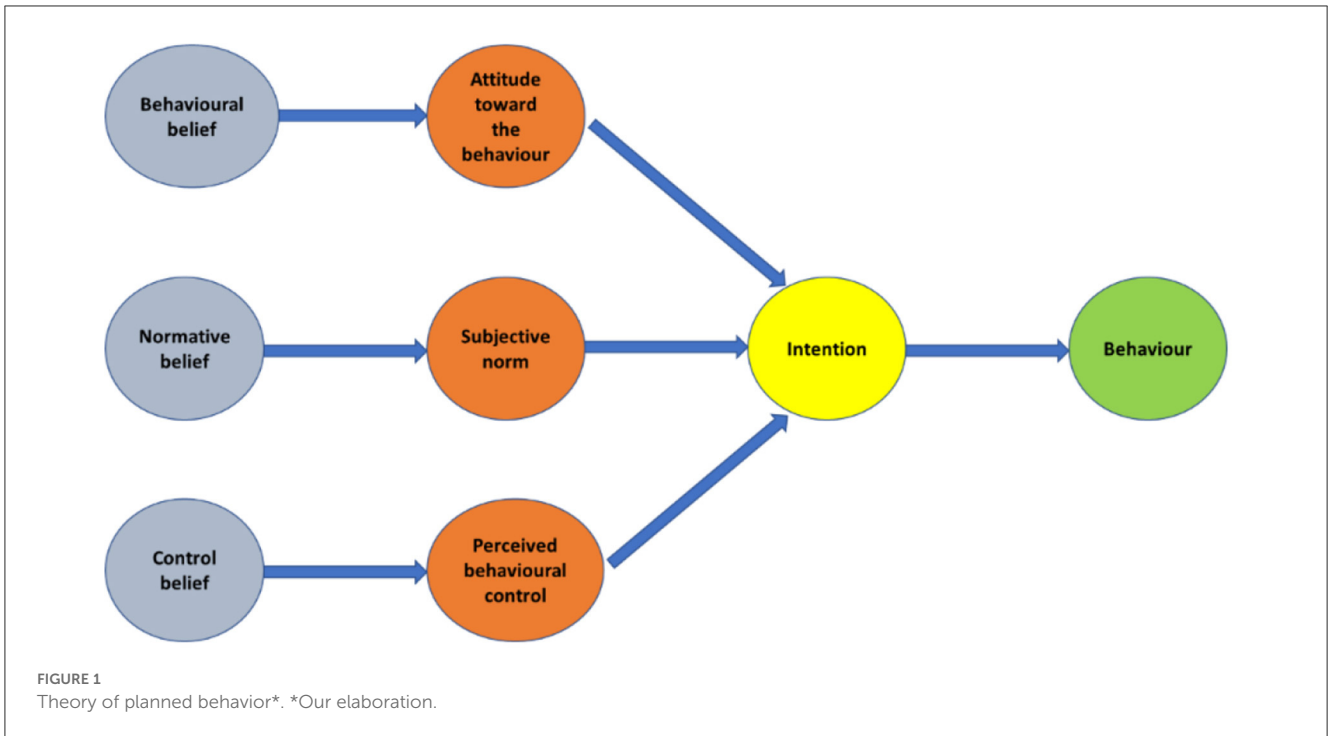 Behavioural
belief
Attitude
toward
the
behaviour
Normative
belief
Subjective
norm
Intention
Behaviour
Control
belief
Perceived
behavioural
control
FIGURE 1
Theory of planned behavior*. *Our elaboration.